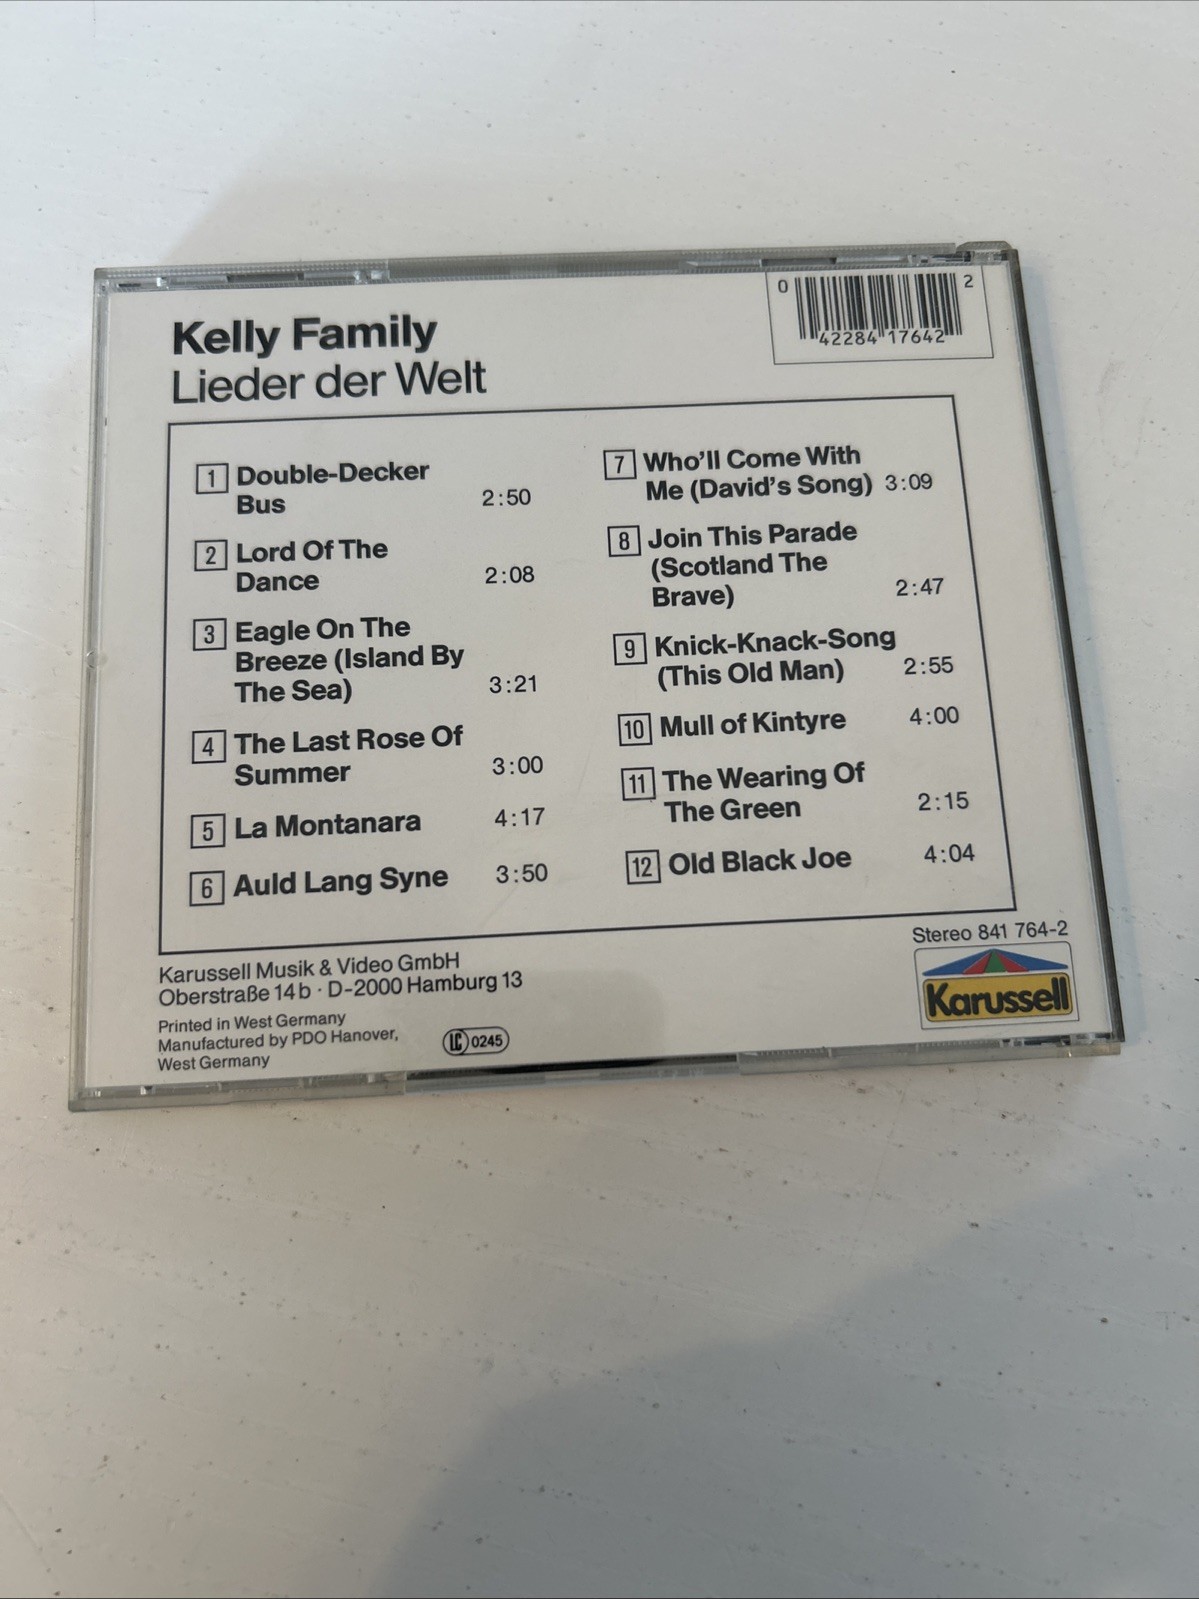 Kelly Family
Lieder der Welt
0 42284 17642 2
1 Double-Decker
Bus 2:50
2 Lord Of The
Dance 2:08
3 Eagle On The
Breeze (Island By
The Sea) 3:21
4 The Last Rose Of
Summer 3:00
5 La Montanara 4:17
6 Auld Lang Syne 3:50
7 Who'll Come With
Me (David's Song) 3:09
8 Join This Parade
(Scotland The
Brave) 2:47
9 Knick-Knack-Song
(This Old Man) 2:55
10 Mull of Kintyre 4:00
11 The Wearing Of
The Green 2:15
12 Old Black Joe 4:04
Karussell Musik & Video GmbH
Oberstraße 14b · D-2000 Hamburg 13
Printed in West Germany
Manufactured by PDO Hanover,
West Germany
LC 0245
Stereo 841 764-2
Karussell